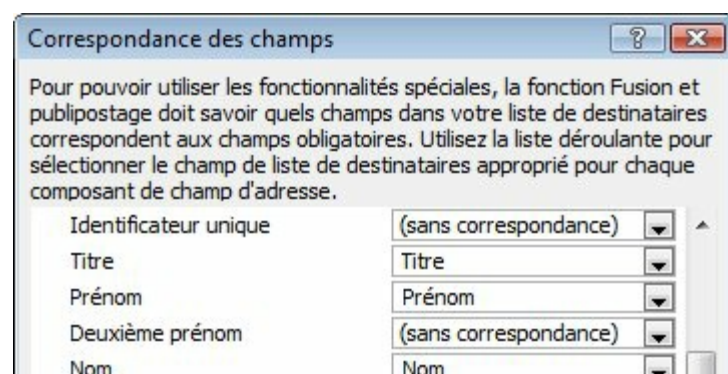 Correspondance des champs
Pour pouvoir utiliser les fonctionnalités spéciales, la fonction Fusion et
publipostage doit savoir quels champs dans votre liste de destinataires
correspondent aux champs obligatoires. Utilisez la liste déroulante pour
sélectionner le champ de liste de destinataires approprié pour chaque
composant de champ d'adresse.
Identificateur unique (sans correspondance)
Titre Titre
Prénom Prénom
Deuxième prénom (sans correspondance)
Nom Nom